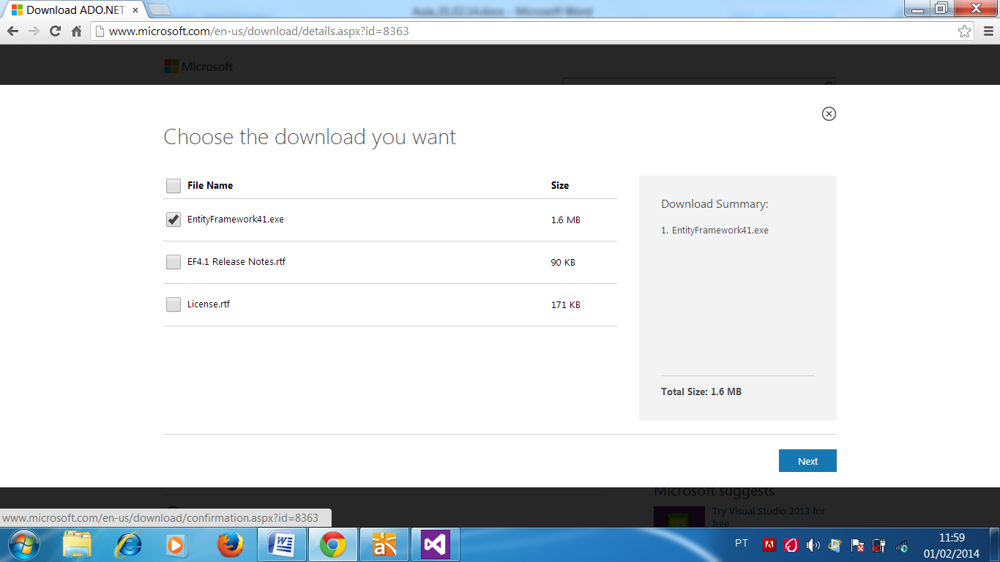 Download ADO.NET
Aula_01.02.14.docx - Microsoft Word
www.microsoft.com/en-us/download/details.aspx?id=8363
Microsoft
Choose the download you want
File Name Size
EntityFramework41.exe 1.6 MB
EF4.1 Release Notes.rtf 90 KB
License.rtf 171 KB
Download Summary:
1. EntityFramework41.exe
Total Size: 1.6 MB
Next
Microsoft suggests
Try Visual Studio 2013 for
free
www.microsoft.com/en-us/download/confirmation.aspx?id=8363
PT
11:59
01/02/2014